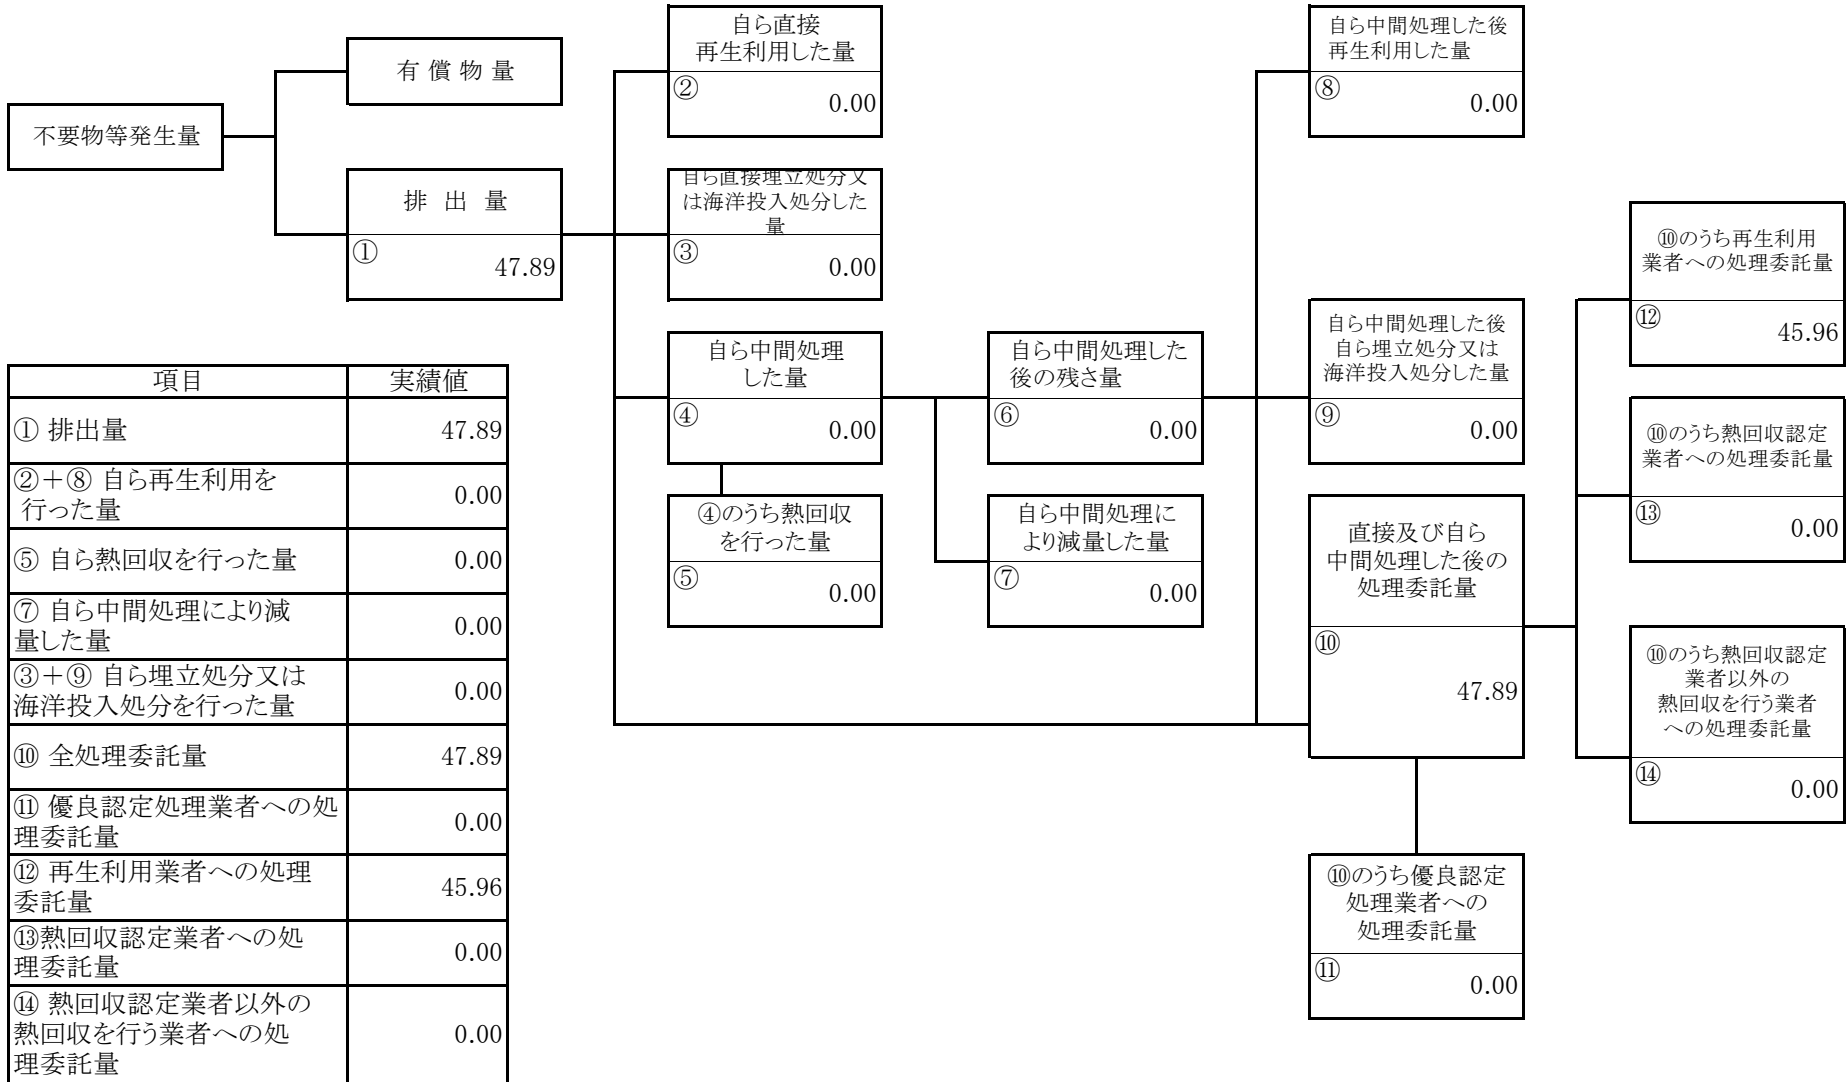 自ら直接
再生利用した量
②
0.00
自ら中間処理した後
再生利用した量
⑧
0.00
有 償 物 量
不要物等発生量
排 出 量
①
47.89
自ら直接埋立処分又
は海洋投入処分した
量
③
0.00
⑩のうち再生利用
業者への処理委託量
⑫
45.96
自ら中間処理
した量
④
0.00
自ら中間処理した
後の残さ量
⑥
0.00
自ら中間処理した後
自ら埋立処分又は
海洋投入処分した量
⑨
0.00
⑩のうち熱回収認定
業者への処理委託量
⑬
0.00
④のうち熱回収
を行った量
⑤
0.00
自ら中間処理に
より減量した量
⑦
0.00
直接及び自ら
中間処理した後の
処理委託量
⑩
47.89
⑩のうち熱回収認定
業者以外の
熱回収を行う業者
への処理委託量
⑭
0.00
⑩のうち優良認定
処理業者への
処理委託量
⑪
0.00
項目 実績値
① 排出量 47.89
②＋⑧ 自ら再生利用を
行った量 0.00
⑤ 自ら熱回収を行った量 0.00
⑦ 自ら中間処理により減
量した量 0.00
③＋⑨ 自ら埋立処分又は
海洋投入処分を行った量 0.00
⑩ 全処理委託量 47.89
⑪ 優良認定処理業者への処
理委託量 0.00
⑫ 再生利用業者への処理
委託量 45.96
⑬熱回収認定業者への処
理委託量 0.00
⑭ 熱回収認定業者以外の
熱回収を行う業者への処
理委託量 0.00